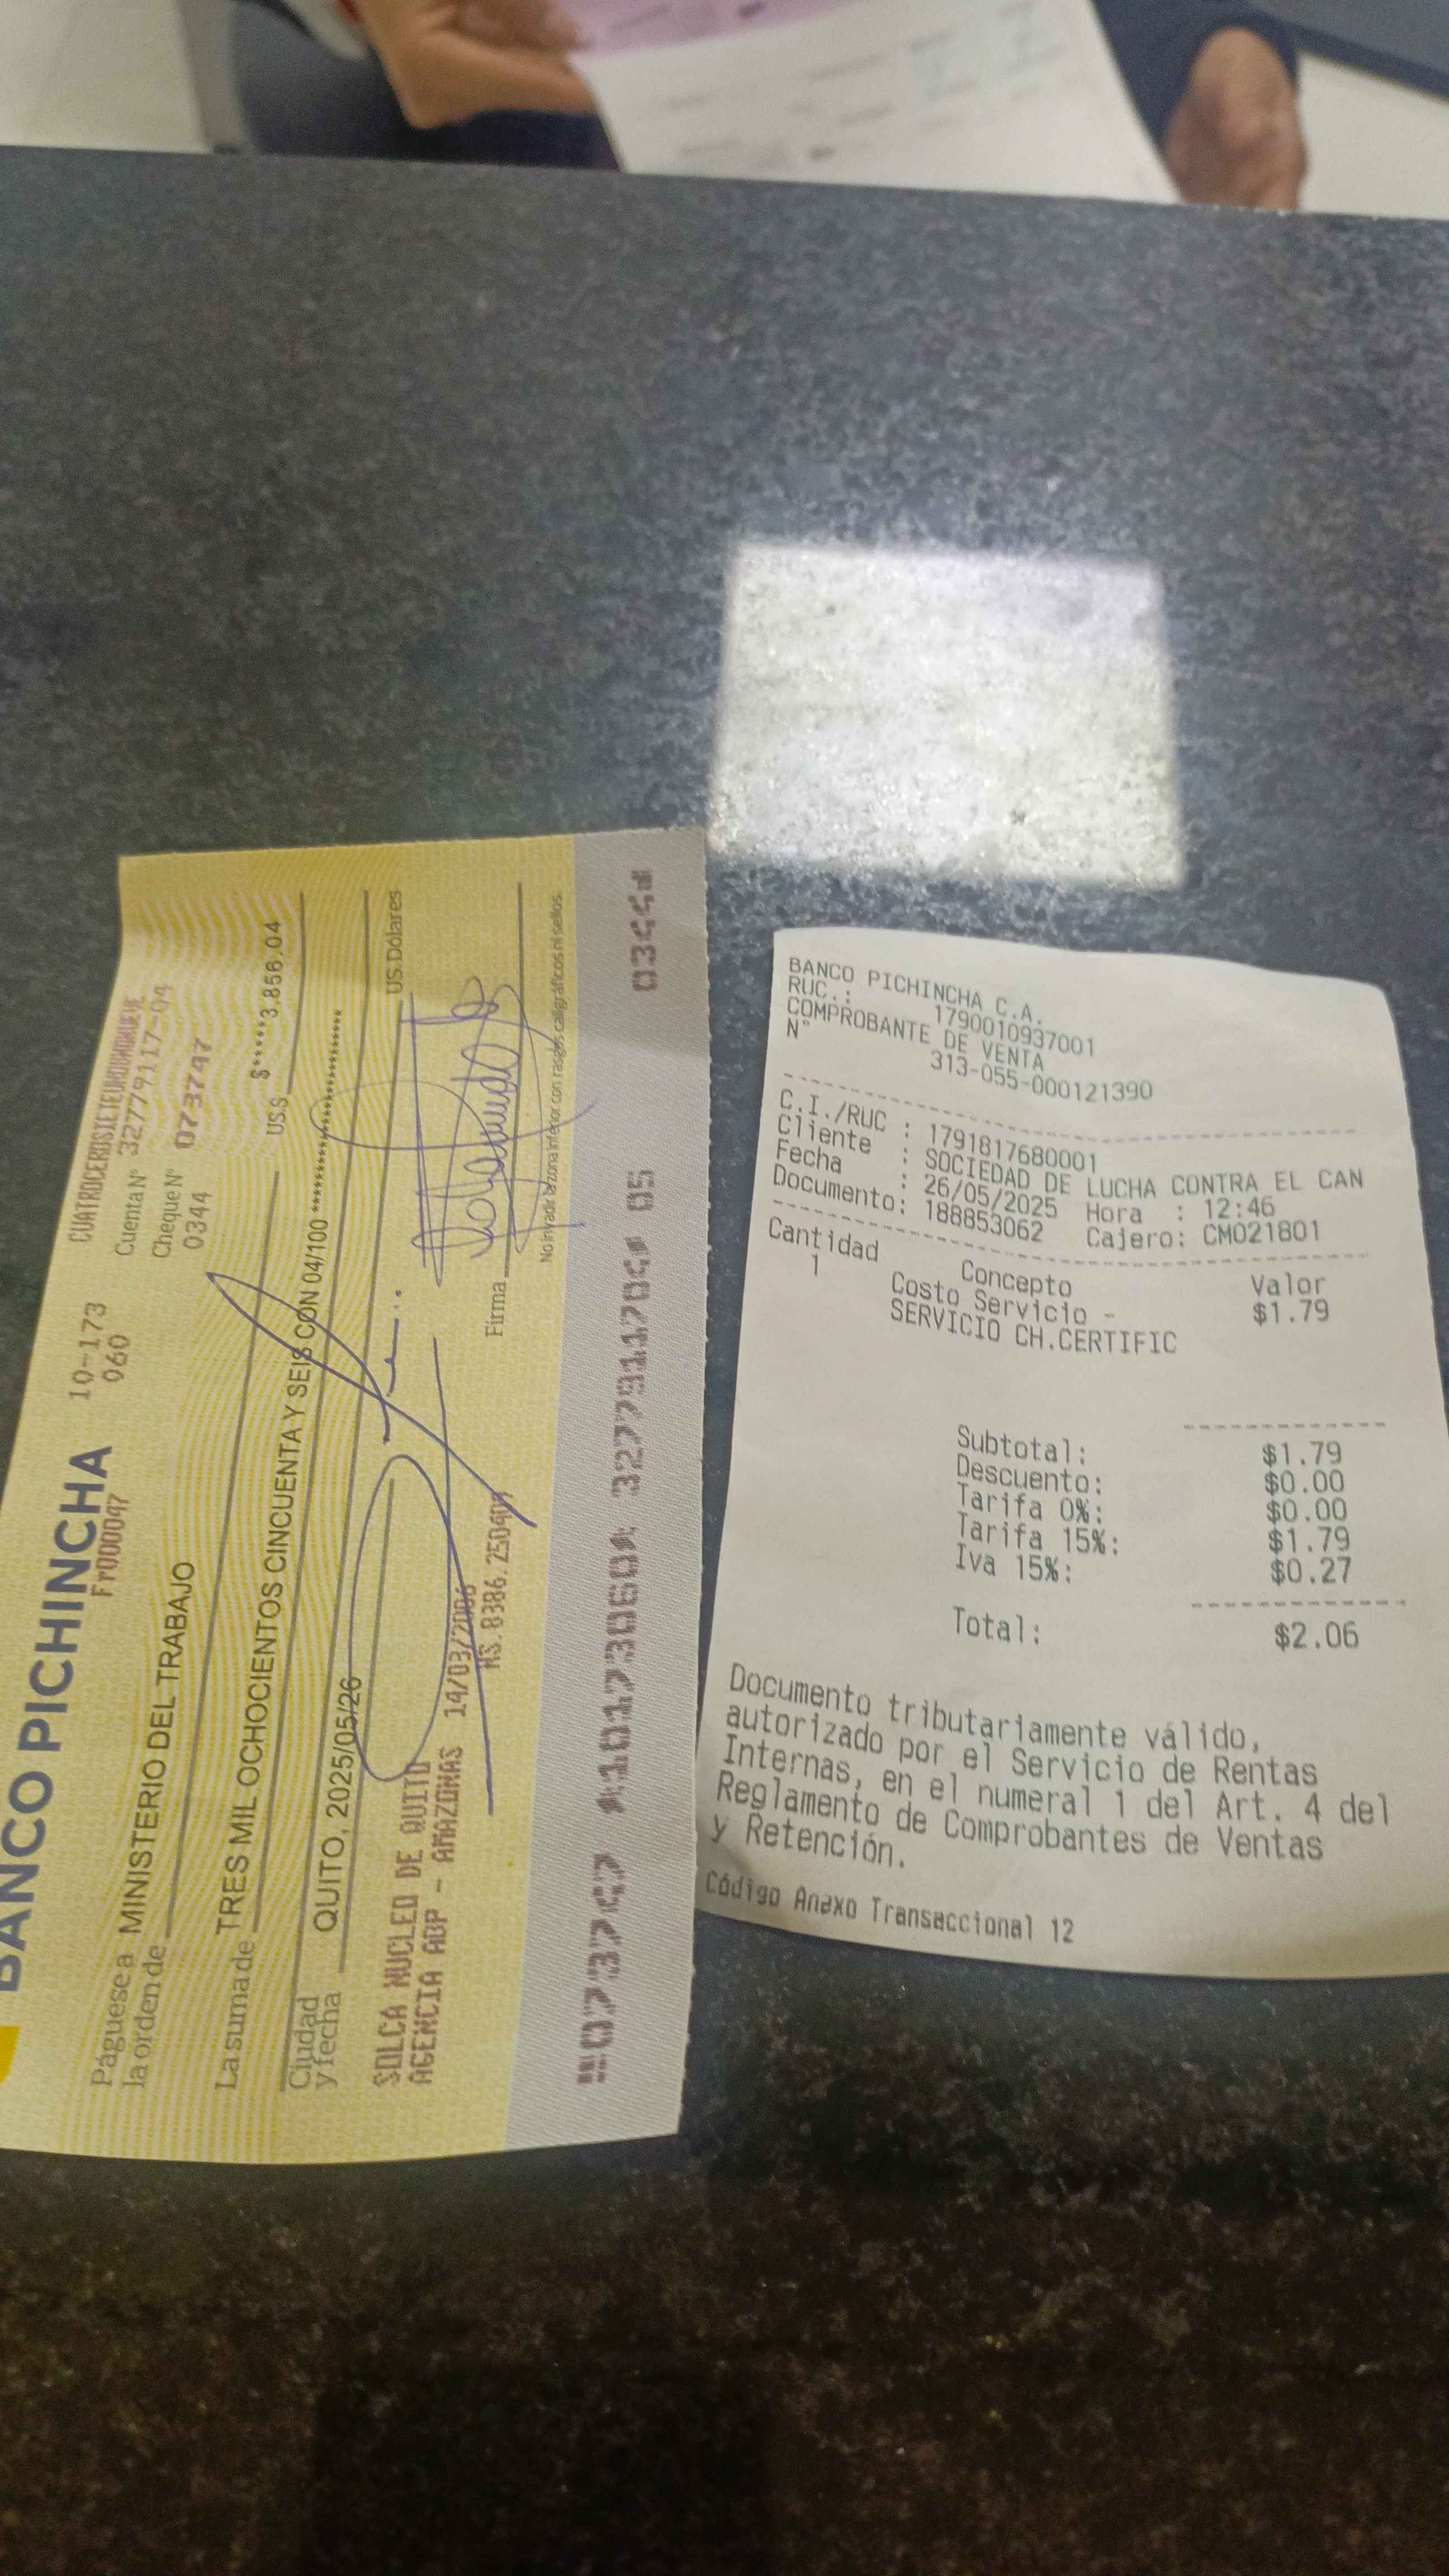 BANCO PICHINCHA
Fr000047
10-173
060
Cuenta Nº 327779117-04
Cheque Nº 073747
0344
Páguese a
la orden de MINISTERIO DEL TRABAJO
US.$ $*****3.856.04
La suma de TRES MIL OCHOCIENTOS CINCUENTA Y SEIS CON 04/100
US. Dólares
Ciudad
y fecha QUITO, 2025/05/26
SOLCA NUCLEO DE QUITO
AGENCIA ADP - AMAZONAS 14/03/2006
Firma
No invadir la zona inferior con rasgos caligráficos ni sellos.
BANCO PICHINCHA C.A.
RUC.: 1790010937001
COMPROBANTE DE VENTA
N° 313-055-000121390
C.I./RUC : 1791817680001
Cliente : SOCIEDAD DE LUCHA CONTRA EL CAN
Fecha : 26/05/2025 Hora : 12:46
Documento: 188853062 Cajero: CM021801
Cantidad Concepto Valor
1 Costo Servicio - $1.79
SERVICIO CH.CERTIFIC
Subtotal: $1.79
Descuento: $0.00
Tarifa 0%: $0.00
Tarifa 15%: $1.79
Iva 15%: $0.27
Total: $2.06
Documento tributariamente válido,
autorizado por el Servicio de Rentas
Internas, en el numeral 1 del Art. 4 del
Reglamento de Comprobantes de Ventas
y Retención.
Código Anexo Transaccional 12